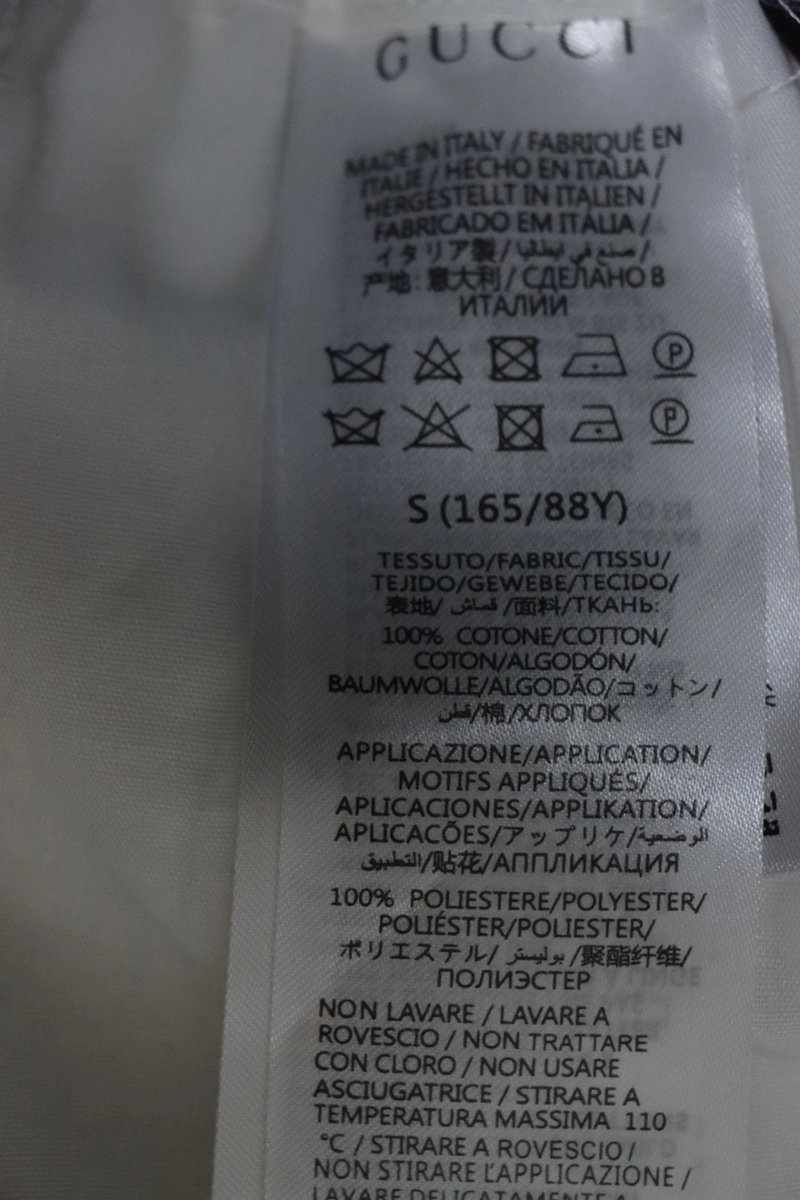 GUCCI
MADE IN ITALY / FABRIQUÉ EN
ITALIE / HECHO EN ITALIA /
HERGESTELLT IN ITALIEN /
FABRICADO EM ITÁLIA /
イタリア製 / صنع في ايطاليا /
产地: 意大利 / СДЕЛАНО В
ИТАЛИИ
P
P
S (165/88Y)
TESSUTO/FABRIC/TISSU/
TEJIDO/GEWEBE/TECIDO/
表地/ قماش /面料/ТКАНЬ:
100% COTONE/COTTON/
COTON/ALGODÓN/
BAUMWOLLE/ALGODÃO/コットン/
قطن/棉/ХЛОПОК
APPLICAZIONE/APPLICATION/
MOTIFS APPLIQUÉS/
APLICACIONES/APPLIKATION/
APLICACÕES/アップリケ/الوضعية
التطبيق/贴花/АППЛИКАЦИЯ
100% POLIESTERE/POLYESTER/
POLIÉSTER/POLIESTER/
ポリエステル/ بوليستر /聚酯纤维/
ПОЛИЭСТЕР
NON LAVARE / LAVARE A
ROVESCIO / NON TRATTARE
CON CLORO / NON USARE
ASCIUGATRICE / STIRARE A
TEMPERATURA MASSIMA 110
°C / STIRARE A ROVESCIO /
NON STIRARE L'APPLICAZIONE /
LAVARE DELICATAMENTE